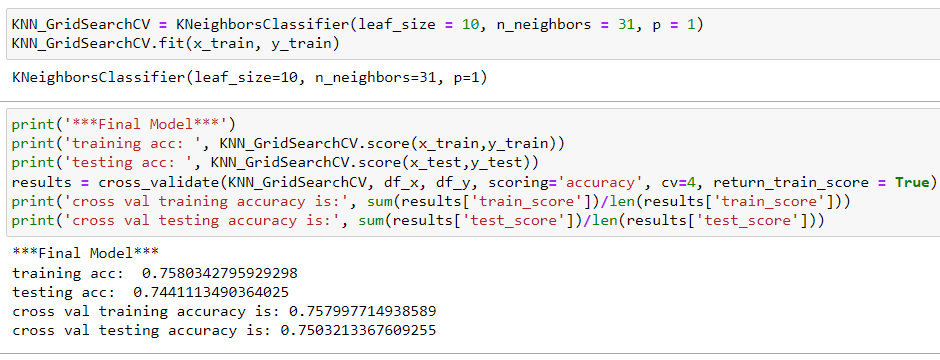 KNN_GridSearchCV = KNeighborsClassifier(leaf_size = 10, n_neighbors = 31, p = 1)
KNN_GridSearchCV.fit(x_train, y_train)
KNeighborsClassifier(leaf_size=10, n_neighbors=31, p=1)
print('***Final Model***')
print('training acc: ', KNN_GridSearchCV.score(x_train,y_train))
print('testing acc: ', KNN_GridSearchCV.score(x_test,y_test))
results = cross_validate(KNN_GridSearchCV, df_x, df_y, scoring='accuracy', cv=4, return_train_score = True)
print('cross val training accuracy is:', sum(results['train_score'])/len(results['train_score']))
print('cross val testing accuracy is:', sum(results['test_score'])/len(results['test_score']))
***Final Model***
training acc:  0.7580342795929298
testing acc:  0.7441113490364025
cross val training accuracy is: 0.757997714938589
cross val testing accuracy is: 0.7503213367609255